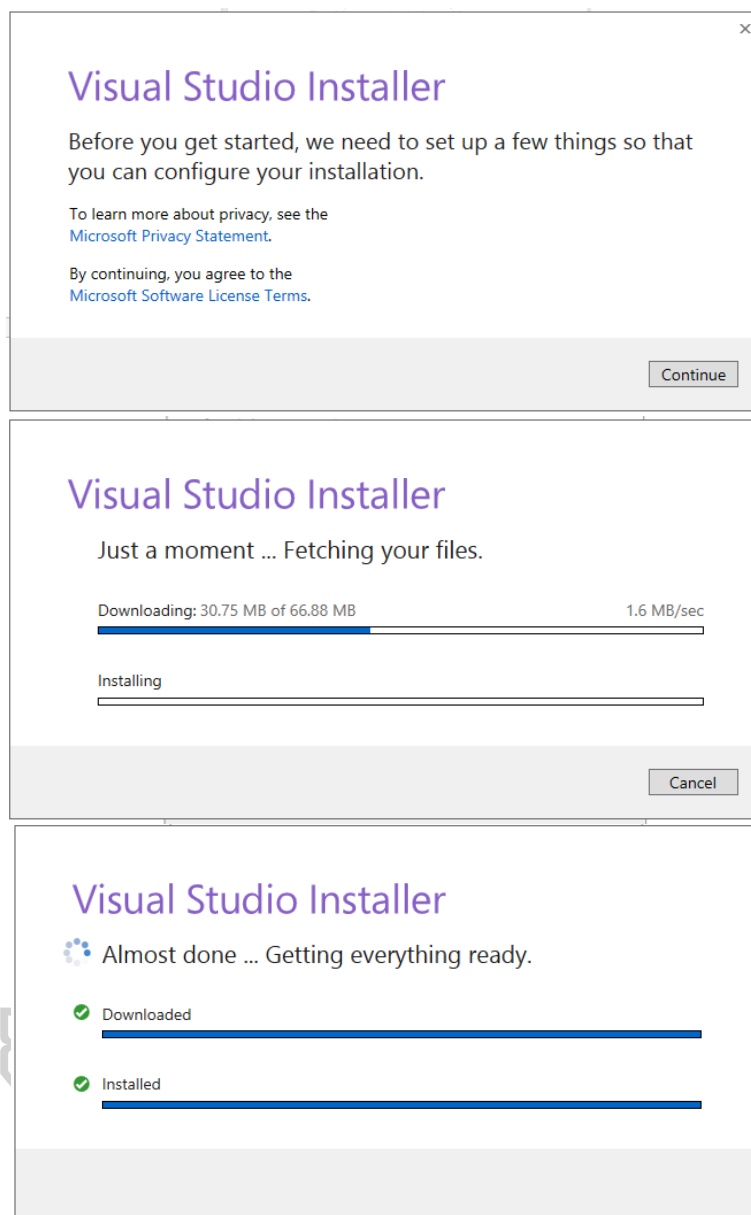 Visual Studio Installer
Before you get started, we need to set up a few things so that
you can configure your installation.
To learn more about privacy, see the
Microsoft Privacy Statement.
By continuing, you agree to the
Microsoft Software License Terms.
Continue
Visual Studio Installer
Just a moment ... Fetching your files.
Downloading: 30.75 MB of 66.88 MB 1.6 MB/sec
Installing
Cancel
Visual Studio Installer
Almost done ... Getting everything ready.
Downloaded
Installed